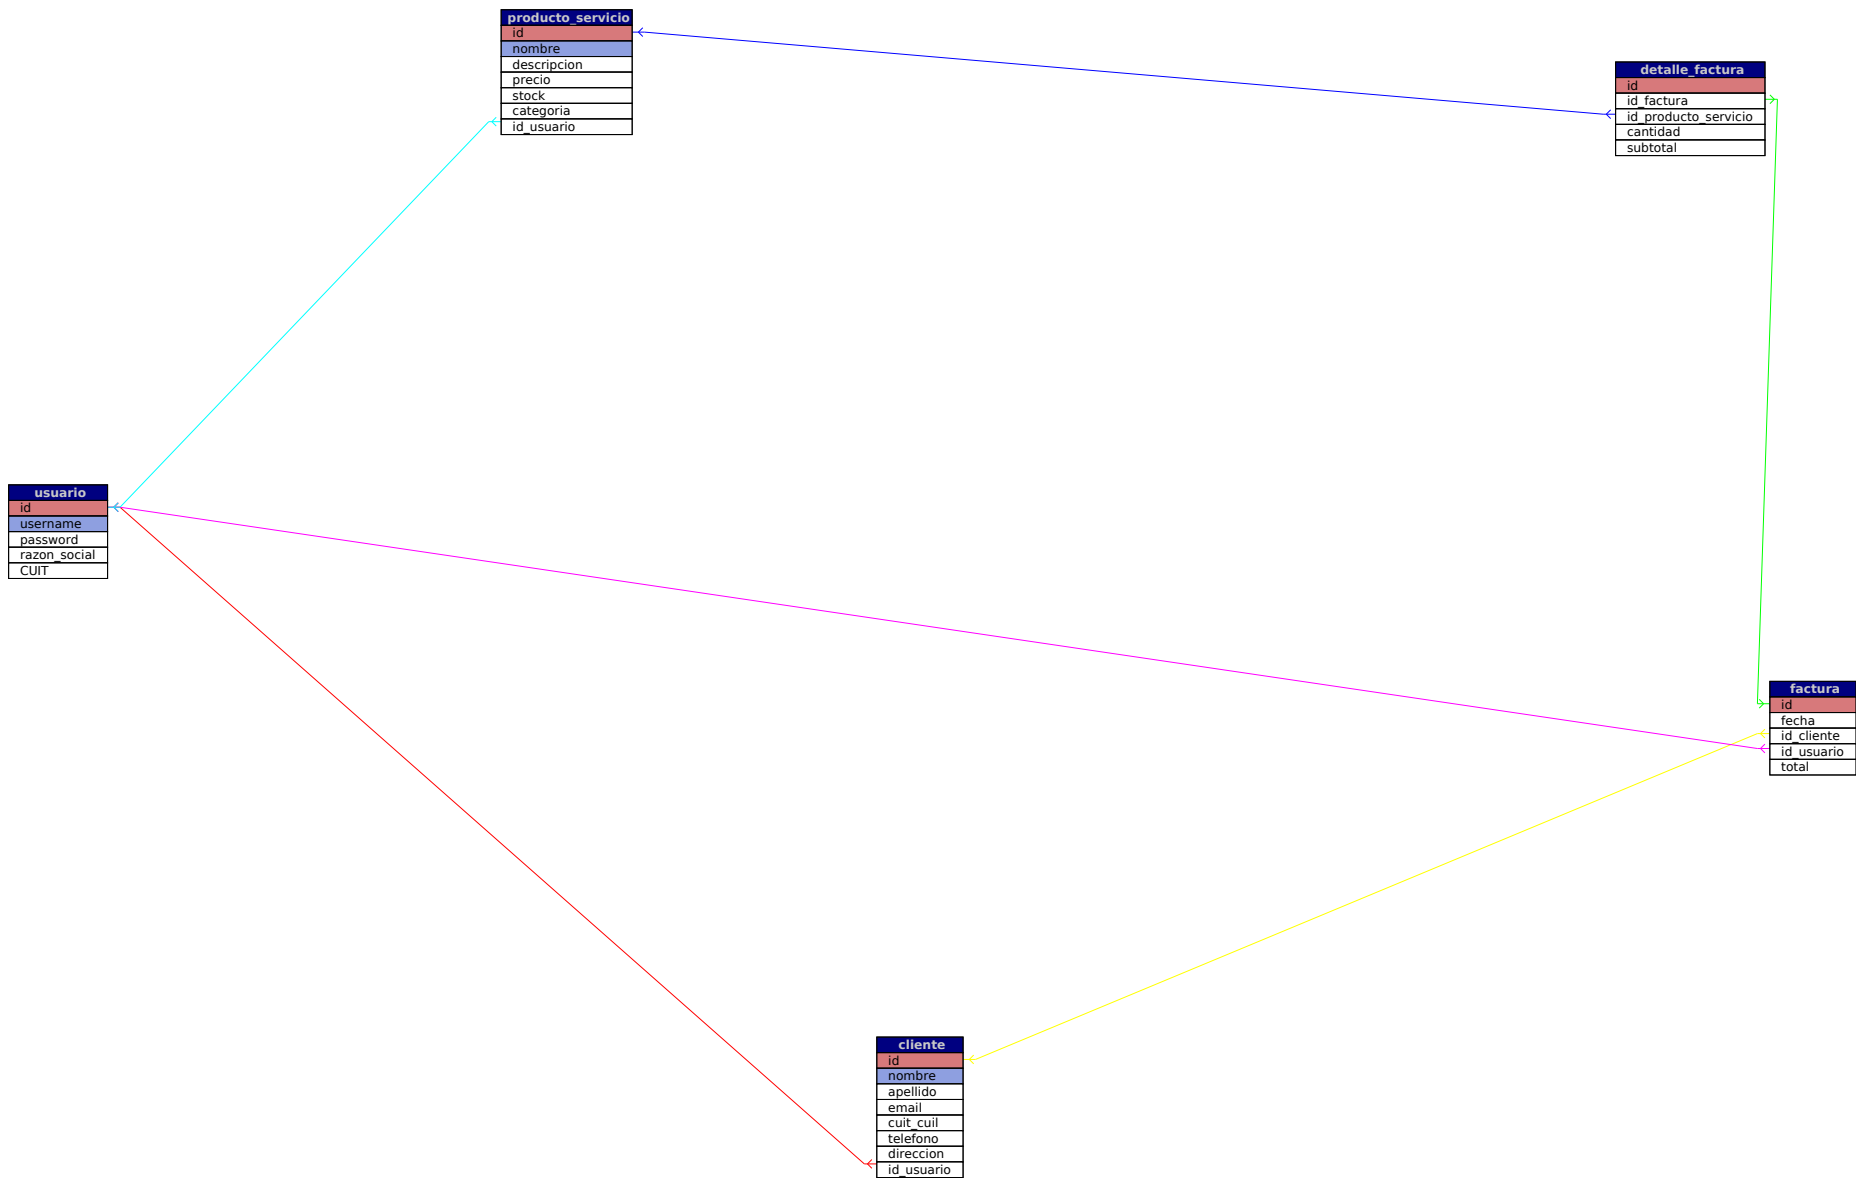 producto_servicio
id
nombre
descripcion
precio
stock
categoria
id_usuario
detalle_factura
id
id_factura
id_producto_servicio
cantidad
subtotal
usuario
id
username
password
razon_social
CUIT
factura
id
fecha
id_cliente
id_usuario
total
cliente
id
nombre
apellido
email
cuit_cuil
telefono
direccion
id_usuario